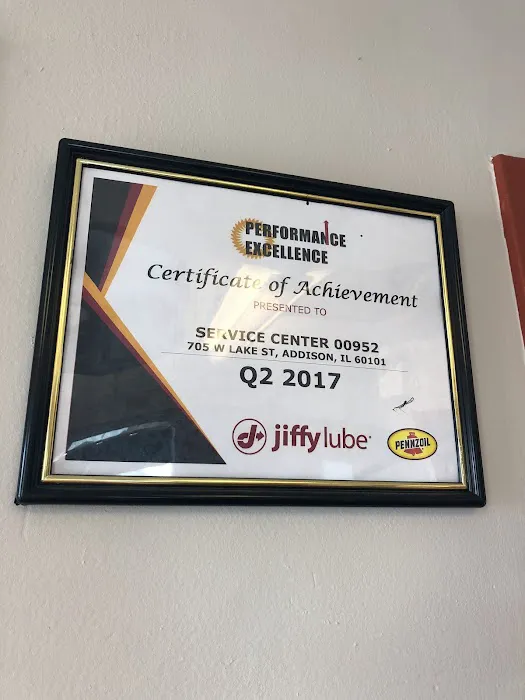 PERFORMANCE
EXCELLENCE
Certificate of Achievement
PRESENTED TO
SERVICE CENTER 00952
705 W LAKE ST, ADDISON, IL 60101
Q2 2017
jiffy lube
PENNZOIL